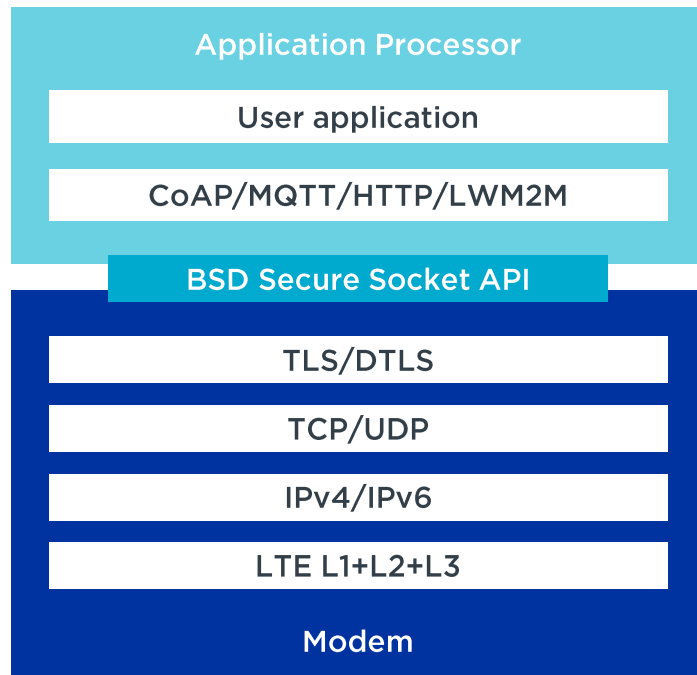 Application Processor
User application
CoAP/MQTT/HTTP/LWM2M
BSD Secure Socket API
TLS/DTLS
TCP/UDP
IPv4/IPv6
LTE L1+L2+L3
Modem